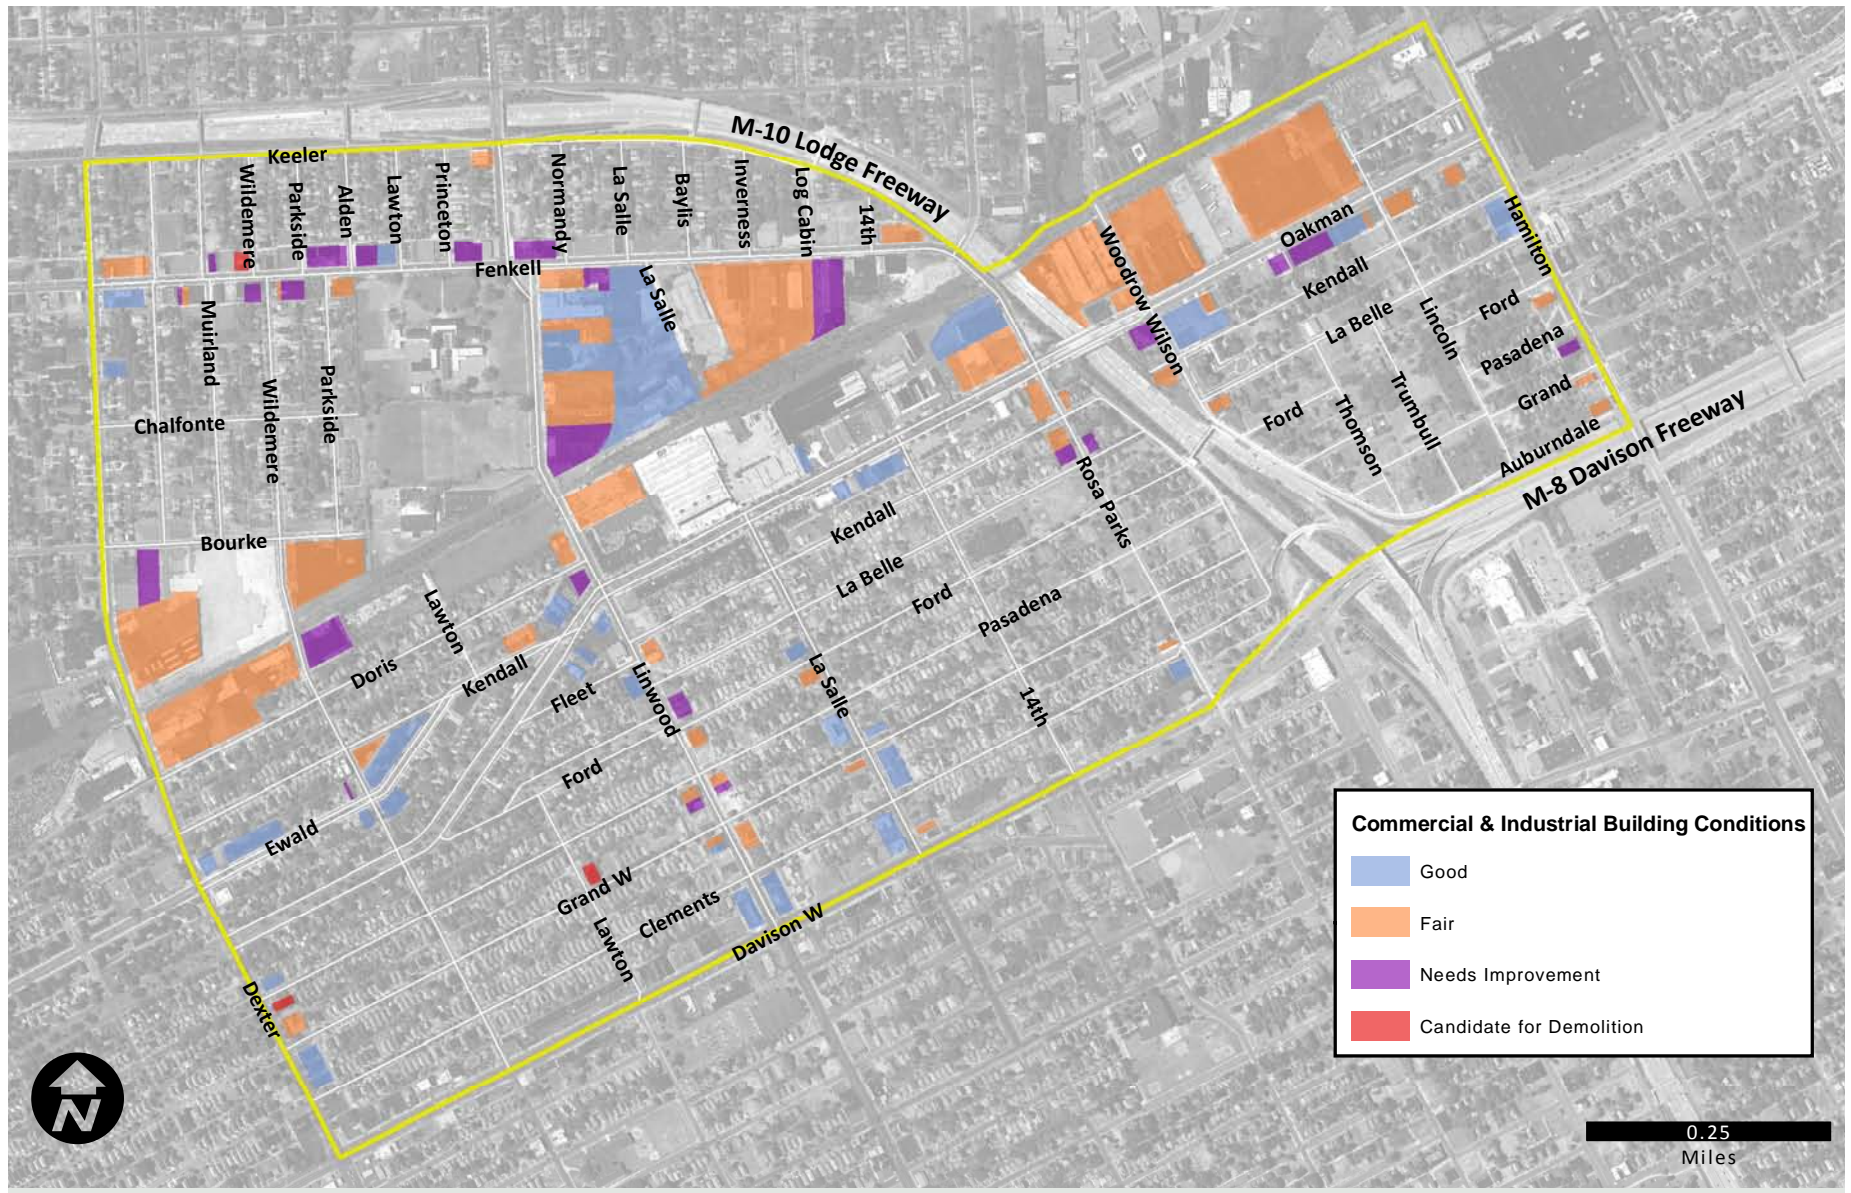 M-10 Lodge Freeway
Keeler
Wildemere
Parkside
Alden
Lawton
Princeton
Normandy
La Salle
Baylis
Inverness
Log Cabin
14th
Fenkell
La Salle
Woodrow Wilson
Oakman
Kendall
La Belle
Lincoln
Hamilton
Ford
Pasadena
Grand
Auburndale
M-8 Davison Freeway
Ford
Thomson
Trumbull
Muirland
Wildemere
Parkside
Chalfonte
Bourke
Rosa Parks
Kendall
La Belle
Ford
Pasadena
Lawton
Doris
Kendall
Fleet
Linwood
La Salle
14th
Ford
Ewald
Grand W
Clements
Lawton
Davison W
Dexter
N
Commercial & Industrial Building Conditions
Good
Fair
Needs Improvement
Candidate for Demolition
0.25
Miles